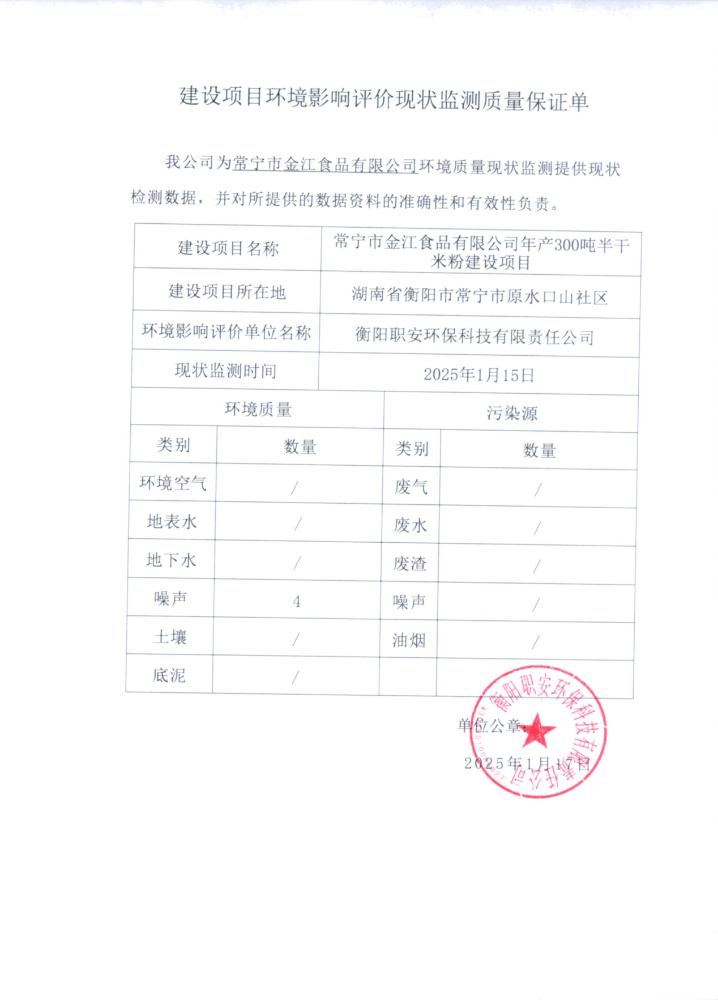 建设项目环境影响评价现状监测质量保证单
我公司为常宁市金江食品有限公司环境质量现状监测提供现状
检测数据，并对所提供的数据资料的准确性和有效性负责。
建设项目名称 常宁市金江食品有限公司年产300吨半干
米粉建设项目
建设项目所在地 湖南省衡阳市常宁市原水口山社区
环境影响评价单位名称 衡阳职安环保科技有限责任公司
现状监测时间 2025年1月15日
环境质量 污染源
类别 数量 类别 数量
环境空气 / 废气 /
地表水 / 废水 /
地下水 / 废渣 /
噪声 4 噪声 /
土壤 / 油烟 /
底泥 /
衡阳职安环保科技有限责任公司
单位公章:
2025年1月17日